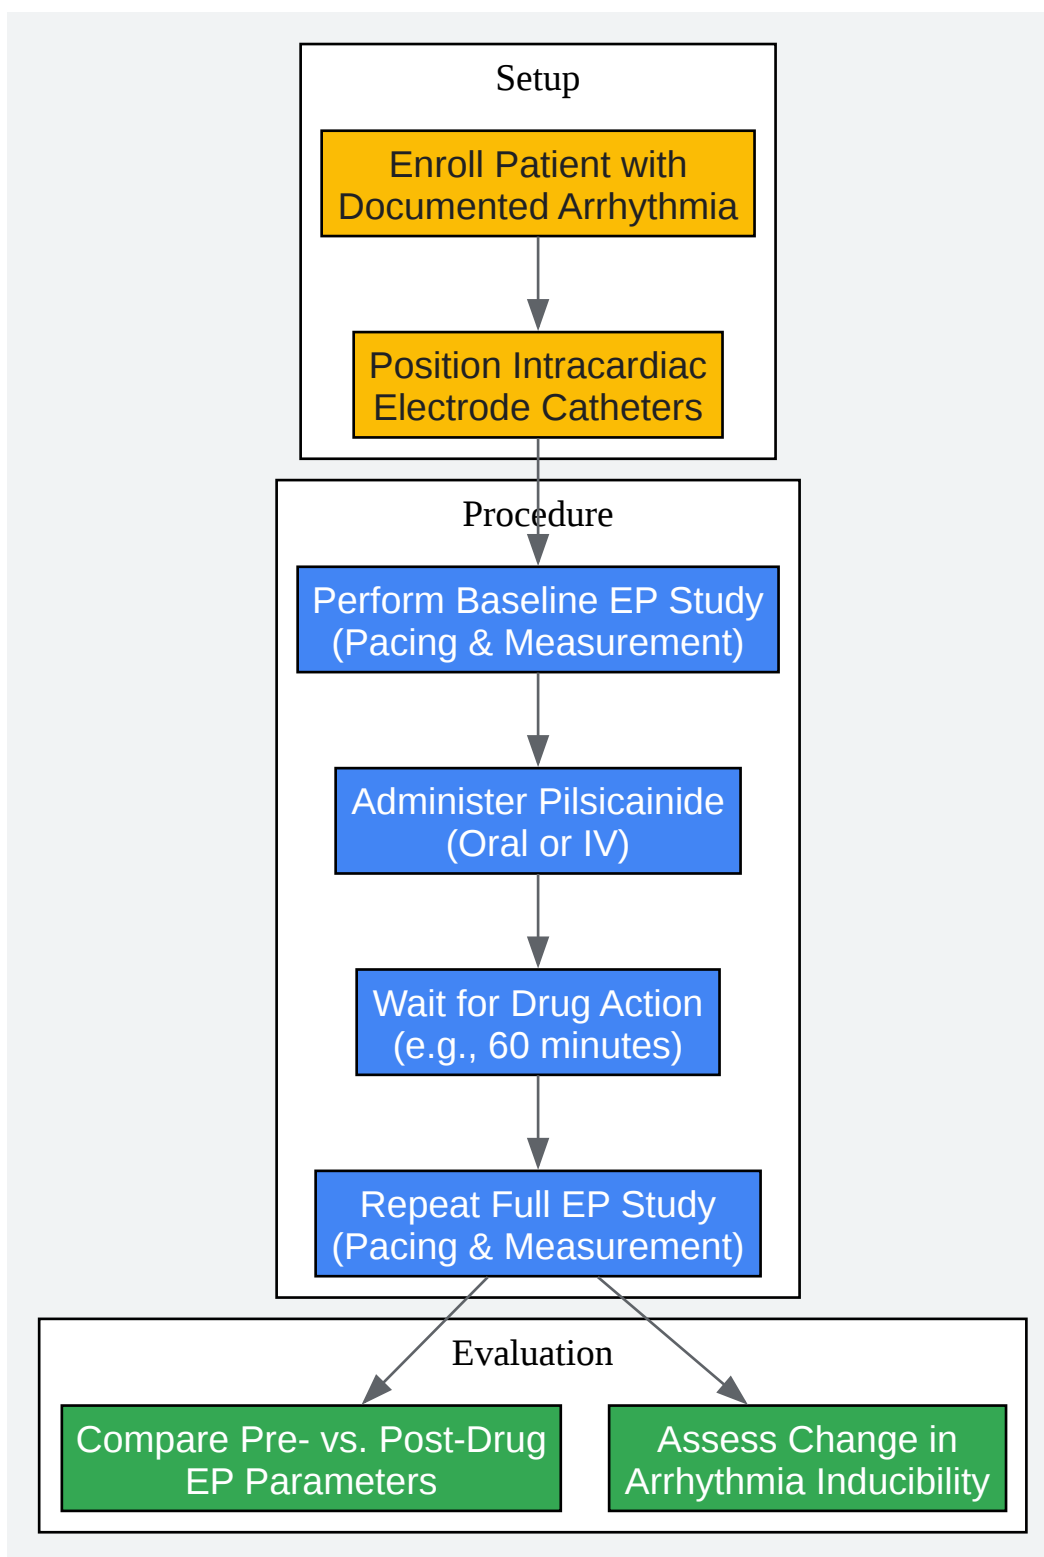 Setup
Enroll Patient with
Documented Arrhythmia
Position Intracardiac
Electrode Catheters
Procedure
Perform Baseline EP Study
(Pacing & Measurement)
Administer Pilsicainide
(Oral or IV)
Wait for Drug Action
(e.g., 60 minutes)
Repeat Full EP Study
(Pacing & Measurement)
Evaluation
Compare Pre- vs. Post-Drug
EP Parameters
Assess Change in
Arrhythmia Inducibility